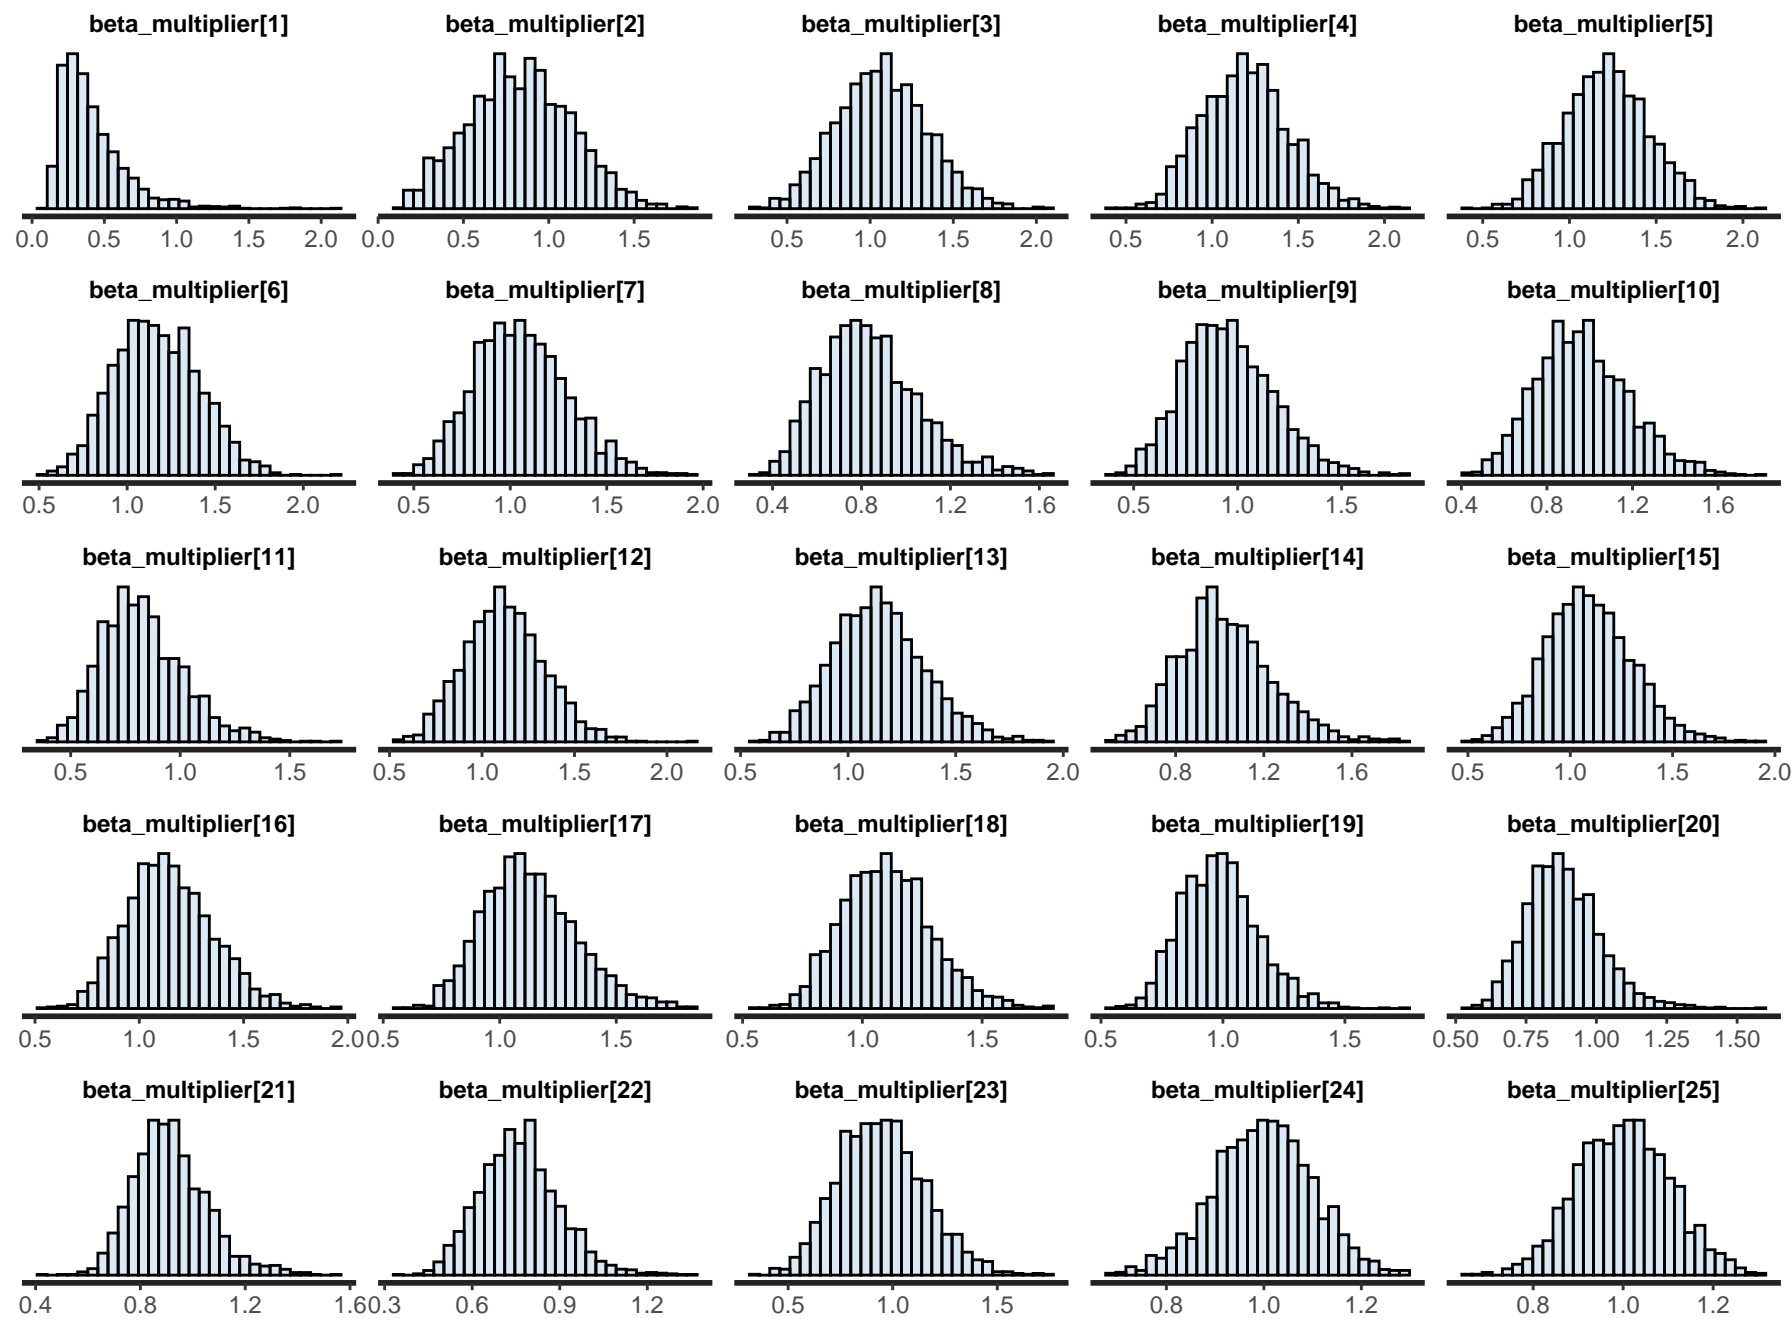 beta_multiplier[1] beta_multiplier[2] beta_multiplier[3] beta_multiplier[4] beta_multiplier[5]
0.0 0.5 1.0 1.5 2.0 0.0 0.5 1.0 1.5 0.5 1.0 1.5 2.0 0.5 1.0 1.5 2.0 0.5 1.0 1.5 2.0
beta_multiplier[6] beta_multiplier[7] beta_multiplier[8] beta_multiplier[9] beta_multiplier[10]
0.5 1.0 1.5 2.0 0.5 1.0 1.5 2.0 0.4 0.8 1.2 1.6 0.5 1.0 1.5 0.4 0.8 1.2 1.6
beta_multiplier[11] beta_multiplier[12] beta_multiplier[13] beta_multiplier[14] beta_multiplier[15]
0.5 1.0 1.5 0.5 1.0 1.5 2.0 0.5 1.0 1.5 2.0 0.8 1.2 1.6 0.5 1.0 1.5 2.0
beta_multiplier[16] beta_multiplier[17] beta_multiplier[18] beta_multiplier[19] beta_multiplier[20]
0.5 1.0 1.5 2.0 0.5 1.0 1.5 0.5 1.0 1.5 0.5 1.0 1.5 0.50 0.75 1.00 1.25 1.50
beta_multiplier[21] beta_multiplier[22] beta_multiplier[23] beta_multiplier[24] beta_multiplier[25]
0.4 0.8 1.2 1.6 0.3 0.6 0.9 1.2 0.5 1.0 1.5 0.8 1.0 1.2 0.8 1.0 1.2